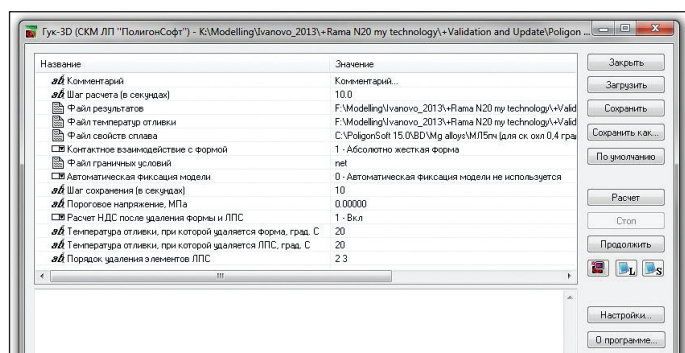 Гук-3D (СКМ ЛП "ПолигонСофт") - K:\Modelling\Ivanovo_2013\+Rama N20 my technology\+Validation and Update\Poligon ...
Название Значение
Комментарий Комментарий...
Шаг расчета (в секундах) 10.0
Файл результатов F:\Modelling\Ivanovo_2013\+Rama N20 my technology\+Valid
Файл температур отливки F:\Modelling\Ivanovo_2013\+Rama N20 my technology\+Valid
Файл свойств сплава C:\PoligonSoft 15.0\BD\Mg alloys\МЛ5пч (для ск охл 0,4 гра
Контактное взаимодействие с формой 1 - Абсолютно жесткая форма
Файл граничных условий net
Автоматическая фиксация модели 0 - Автоматическая фиксация модели не используется
Шаг сохранения (в секундах) 10
Пороговое напряжение, МПа 0.00000
Расчет НДС после удаления формы и ЛПС 1 - Вкл
Температура отливки, при которой удаляется форма, град. С 20
Температура отливки, при которой удаляется ЛПС, град. С 20
Порядок удаления элементов ЛПС 2 3
Закрыть
Загрузить
Сохранить
Сохранить как...
По умолчанию
Расчет
Стоп
Продолжить
L S
Настройки...
О программе...